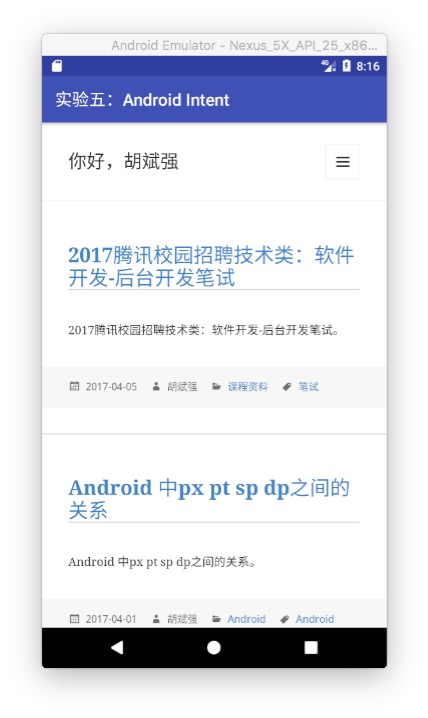 Android Emulator - Nexus_5X_API_25_x86...
4G 8:16
实验五：Android Intent
你好，胡斌强
2017腾讯校园招聘技术类：软件
开发-后台开发笔试
2017腾讯校园招聘技术类：软件开发-后台开发笔试。
2017-04-05 胡斌强 课程资料 笔试
Android 中px pt sp dp之间的
关系
Android 中px pt sp dp之间的关系。
2017-04-01 胡斌强 Android Android